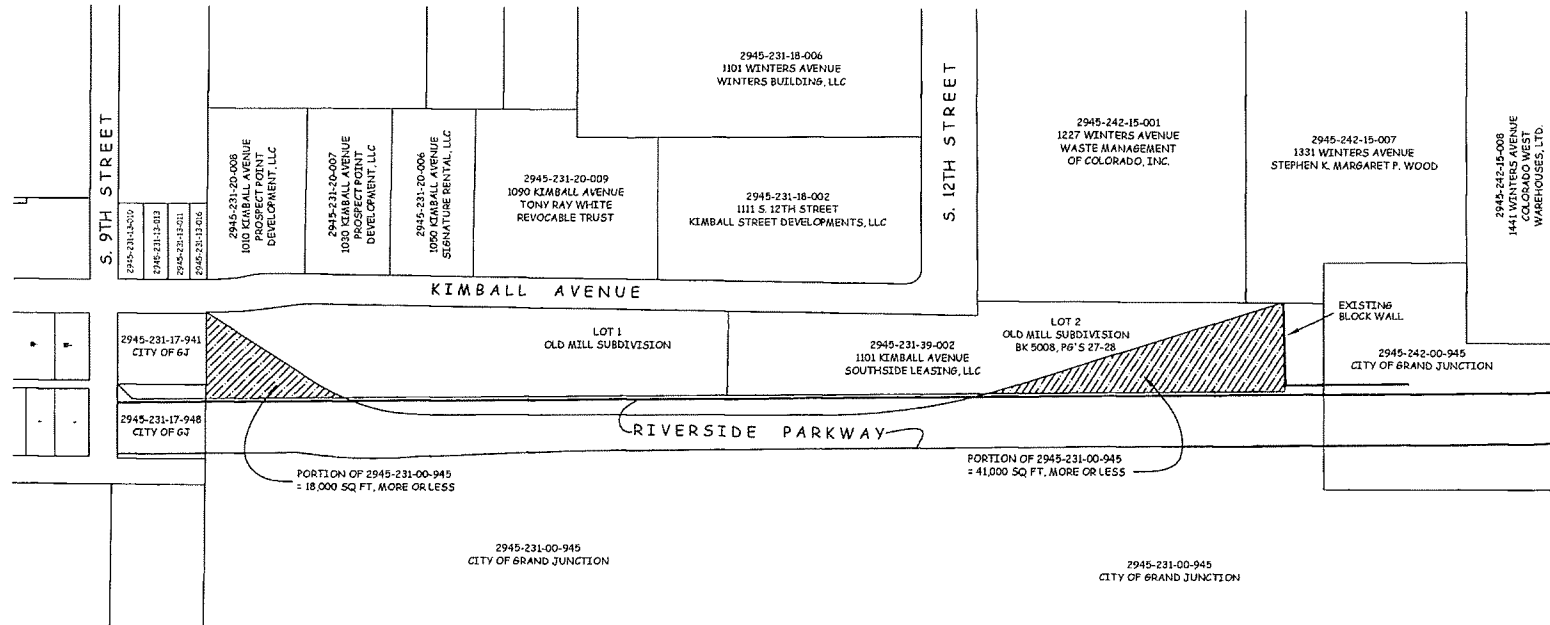 2945-231-18-006
1101 WINTERS AVENUE
WINTERS BUILDING, LLC
S. 9TH STREET
S. 12TH STREET
2945-242-15-001
1227 WINTERS AVENUE
WASTE MANAGEMENT
OF COLORADO, INC.
2945-242-15-007
1331 WINTERS AVENUE
STEPHEN K. MARGARET P. WOOD
2945-242-15-008
1441 WINTERS AVENUE
COLORADO WEST
WAREHOUSES, LTD.
2945-231-13-010
2945-231-13-013
2945-231-13-011
2945-231-13-016
2945-231-20-008
1010 KIMBALL AVENUE
PROSPECT POINT
DEVELOPMENT, LLC
2945-231-20-007
1030 KIMBALL AVENUE
PROSPECT POINT
DEVELOPMENT, LLC
2945-231-20-006
1050 KIMBALL AVENUE
SIGNATURE RENTAL, LLC
2945-231-20-009
1090 KIMBALL AVENUE
TONY RAY WHITE
REVOCABLE TRUST
2945-231-18-002
1111 S. 12TH STREET
KIMBALL STREET DEVELOPMENTS, LLC
KIMBALL AVENUE
2945-231-17-941
CITY OF GJ
LOT 1
OLD MILL SUBDIVISION
2945-231-39-002
1101 KIMBALL AVENUE
SOUTHSIDE LEASING, LLC
LOT 2
OLD MILL SUBDIVISION
BK 5008, PG'S 27-28
EXISTING
BLOCK WALL
2945-242-00-945
CITY OF GRAND JUNCTION
2945-231-17-948
CITY OF GJ
RIVERSIDE PARKWAY
PORTION OF 2945-231-00-945
= 18,000 SQ FT, MORE OR LESS
PORTION OF 2945-231-00-945
= 41,000 SQ FT, MORE OR LESS
2945-231-00-945
CITY OF GRAND JUNCTION
2945-231-00-945
CITY OF GRAND JUNCTION